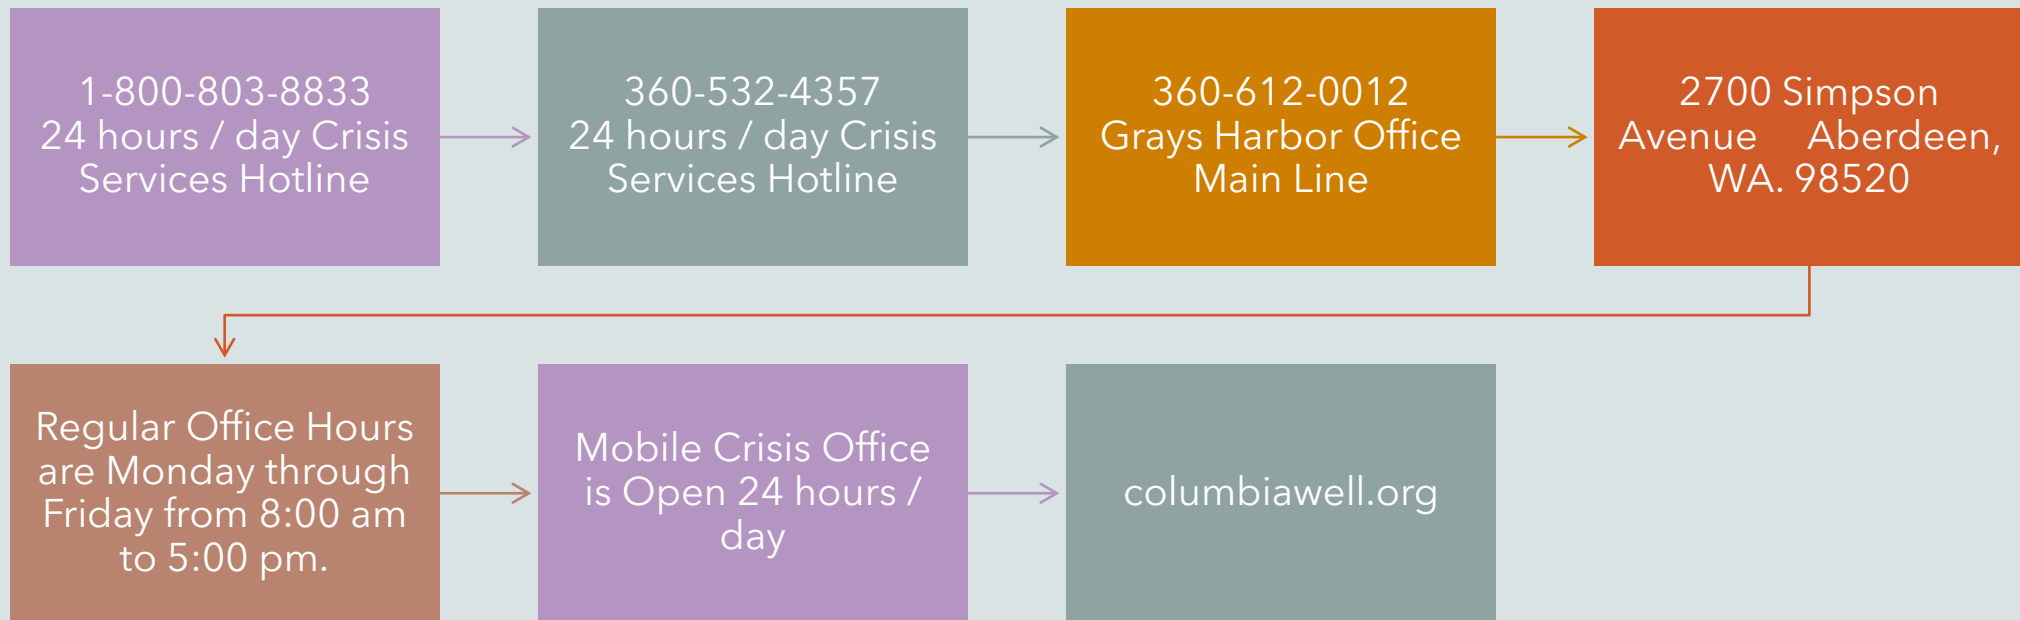 1-800-803-8833
24 hours / day Crisis
Services Hotline
360-532-4357
24 hours / day Crisis
Services Hotline
360-612-0012
Grays Harbor Office
Main Line
2700 Simpson
Avenue Aberdeen,
WA. 98520
Regular Office Hours
are Monday through
Friday from 8:00 am
to 5:00 pm.
Mobile Crisis Office
is Open 24 hours /
day
columbiawell.org